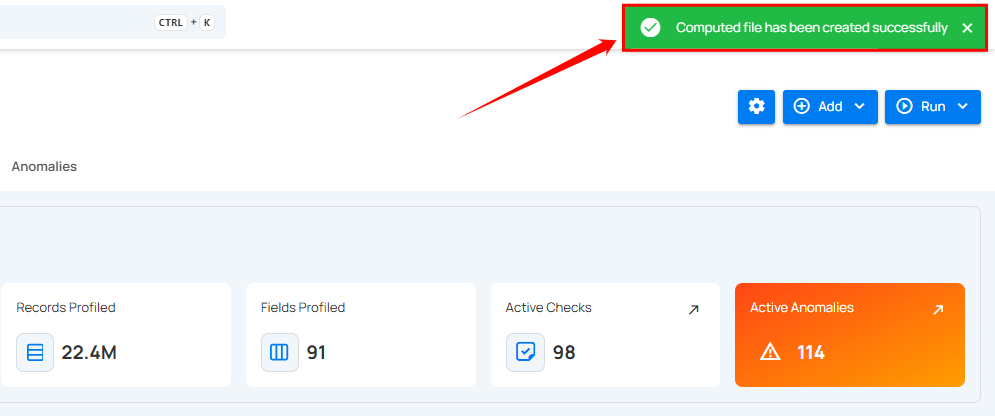 CTRL + K
Computed file has been created successfully
Add
Run
Anomalies
Records Profiled
22.4M
Fields Profiled
91
Active Checks
98
Active Anomalies
114